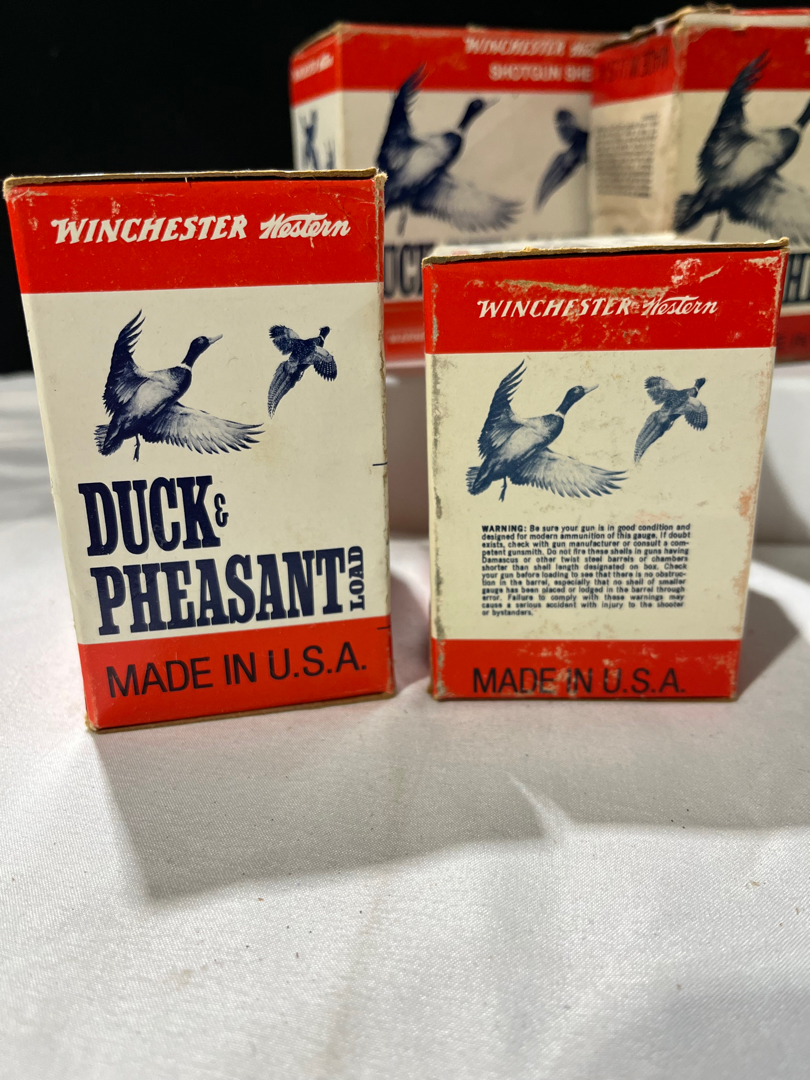 WINCHESTER Western
SHOTGUN SHE
WINCHESTER Western
DUCK &
PHEASANT LOAD
MADE IN U.S.A.
WINCHESTER Western
WARNING: Be sure your gun is in good condition and
designed for modern ammunition of this gauge. If doubt
exists, check with gun manufacturer or consult a com-
petent gunsmith. Do not fire these shells in guns having
Damascus or other twist steel barrels or chambers
shorter than shell length designated on box. Check
your gun before loading to see that there is no obstruc-
tion in the barrel, especially that no shell of smaller
gauge has been placed or lodged in the barrel through
error. Failure to comply with these warnings may
cause a serious accident with injury to the shooter
or bystanders.
MADE IN U.S.A.